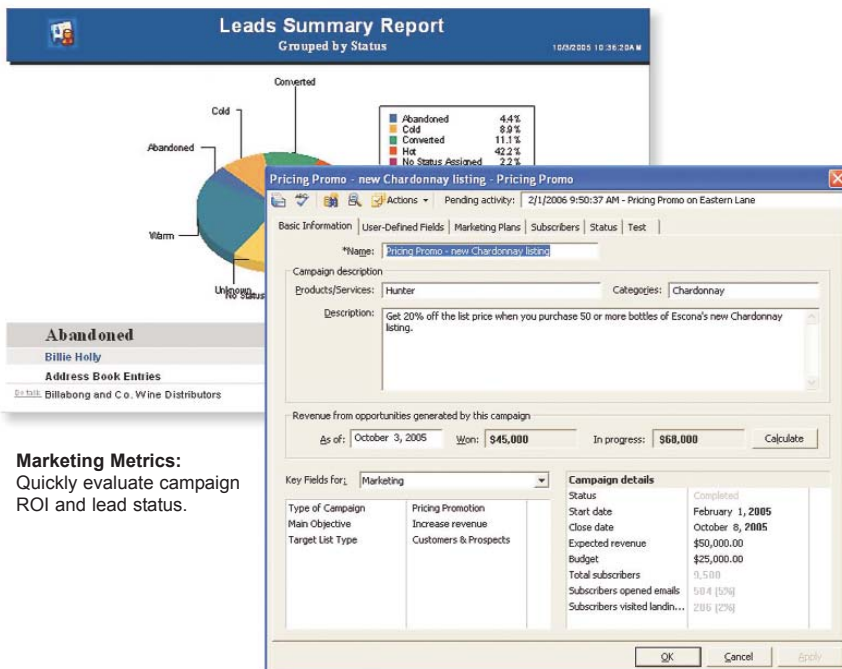 Leads Summary Report
Grouped by Status
10/3/2005 10:36:20AM
Converted
Cold
Abandoned
Warm
Unknown
No Status
Abandoned 4.4%
Cold 8.9%
Converted 11.1%
Hot 42.2%
No Status Assigned 2.2%
Abandoned
Billie Holly
Address Book Entries
Billabong and Co. Wine Distributors
Marketing Metrics:
Quickly evaluate campaign
ROI and lead status.
Pricing Promo - new Chardonnay listing - Pricing Promo
Actions Pending activity: 2/1/2006 9:50:37 AM - Pricing Promo on Eastern Lane
Basic Information User-Defined Fields Marketing Plans Subscribers Status Test
*Name: Pricing Promo - new Chardonnay listing
Campaign description
Products/Services: Hunter Categories: Chardonnay
Description: Get 20% off the list price when you purchase 50 or more bottles of Escona's new Chardonnay
listing.
Revenue from opportunities generated by this campaign
As of: October 3, 2005 Won: $45,000 In progress: $68,000 Calculate
Key Fields for: Marketing
Type of Campaign Pricing Promotion
Main Objective Increase revenue
Target List Type Customers & Prospects
Campaign details
Status Completed
Start date February 1, 2005
Close date October 8, 2005
Expected revenue $50,000.00
Budget $25,000.00
Total subscribers 9,500
Subscribers opened emails 504 (5%)
Subscribers visited landin... 206 (2%)
OK Cancel Apply